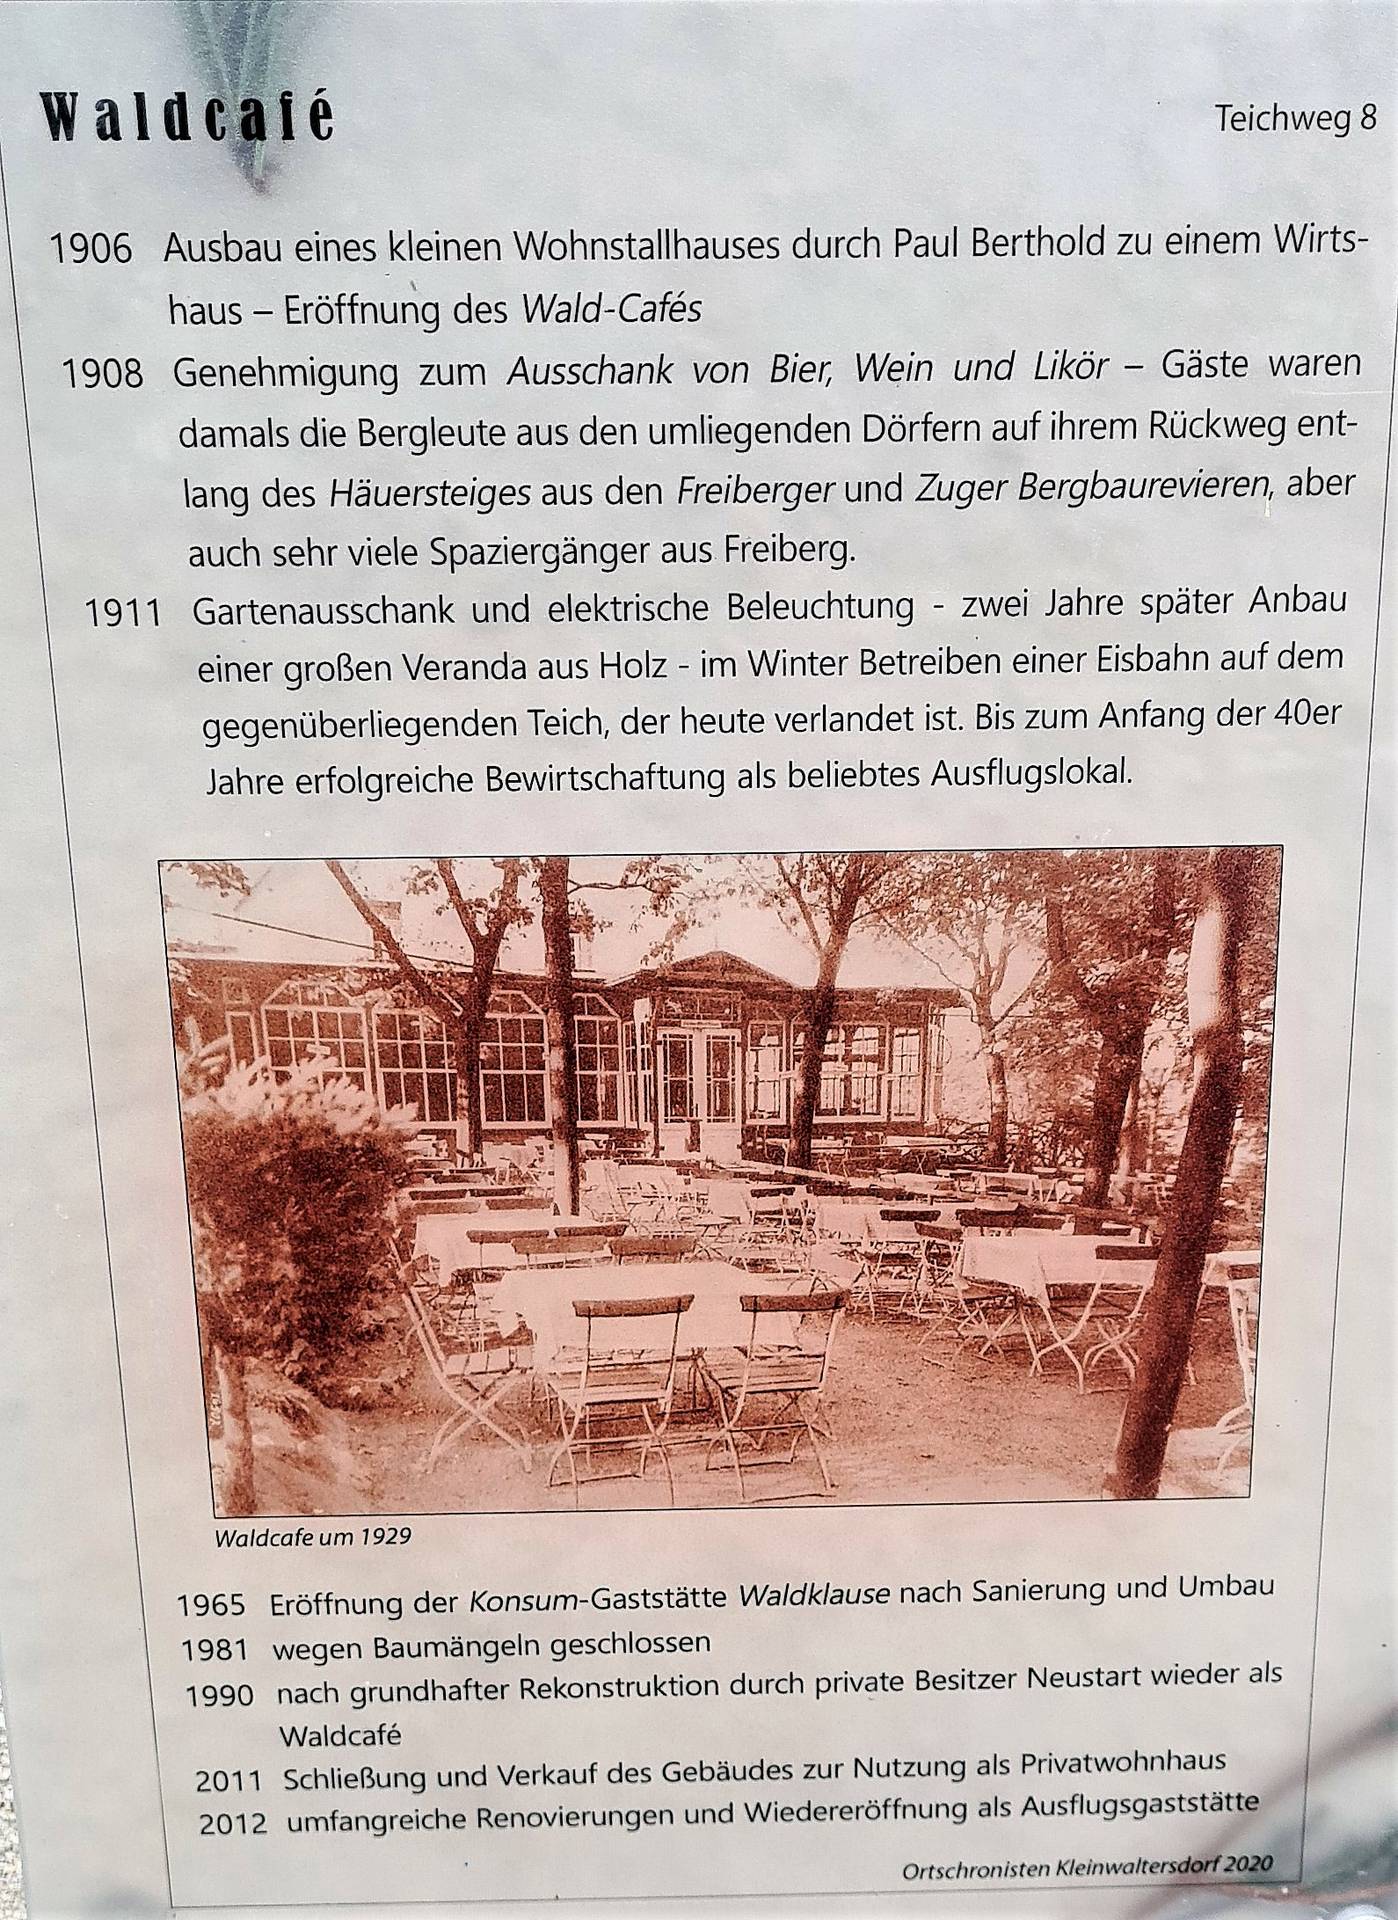 Waldcafé
Teichweg 8
1906 Ausbau eines kleinen Wohnstallhauses durch Paul Berthold zu einem Wirts-
haus – Eröffnung des Wald-Cafés
1908 Genehmigung zum Ausschank von Bier, Wein und Likör – Gäste waren
damals die Bergleute aus den umliegenden Dörfern auf ihrem Rückweg ent-
lang des Häuersteiges aus den Freiberger und Zuger Bergbaurevieren, aber
auch sehr viele Spaziergänger aus Freiberg.
1911 Gartenausschank und elektrische Beleuchtung - zwei Jahre später Anbau
einer großen Veranda aus Holz - im Winter Betreiben einer Eisbahn auf dem
gegenüberliegenden Teich, der heute verlandet ist. Bis zum Anfang der 40er
Jahre erfolgreiche Bewirtschaftung als beliebtes Ausflugslokal.
Waldcafe um 1929
1965 Eröffnung der Konsum-Gaststätte Waldklause nach Sanierung und Umbau
1981 wegen Baumängeln geschlossen
1990 nach grundhafter Rekonstruktion durch private Besitzer Neustart wieder als
Waldcafé
2011 Schließung und Verkauf des Gebäudes zur Nutzung als Privatwohnhaus
2012 umfangreiche Renovierungen und Wiedereröffnung als Ausflugsgaststätte
Ortschronisten Kleinwaltersdorf 2020